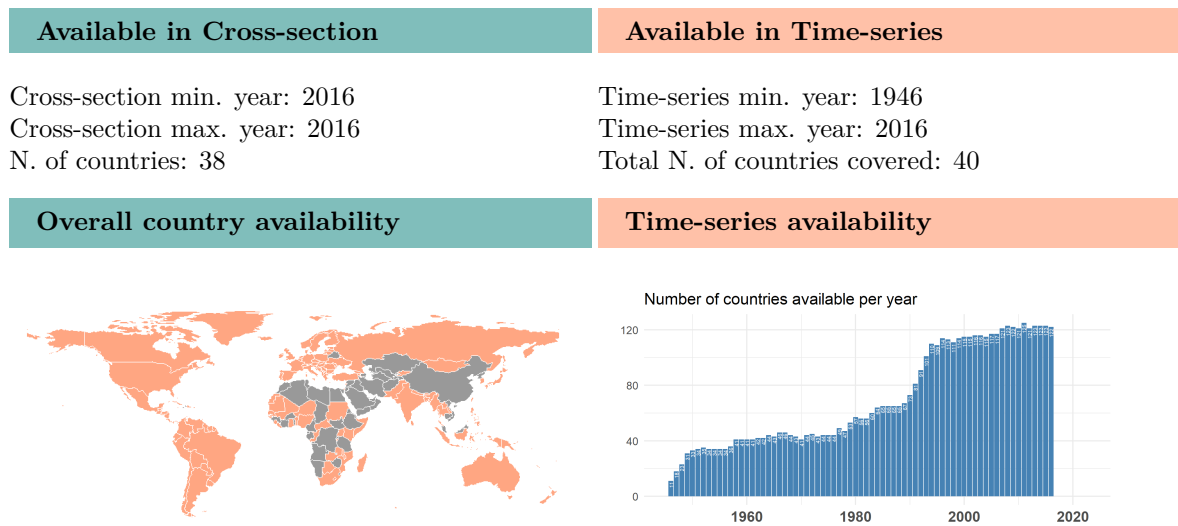 Available in Cross-section
Cross-section min. year: 2016
Cross-section max. year: 2016
N. of countries: 38
Available in Time-series
Time-series min. year: 1946
Time-series max. year: 2016
Total N. of countries covered: 40
Overall country availability
Time-series availability
Number of countries available per year
120
80
40
0
1960
1980
2000
2020